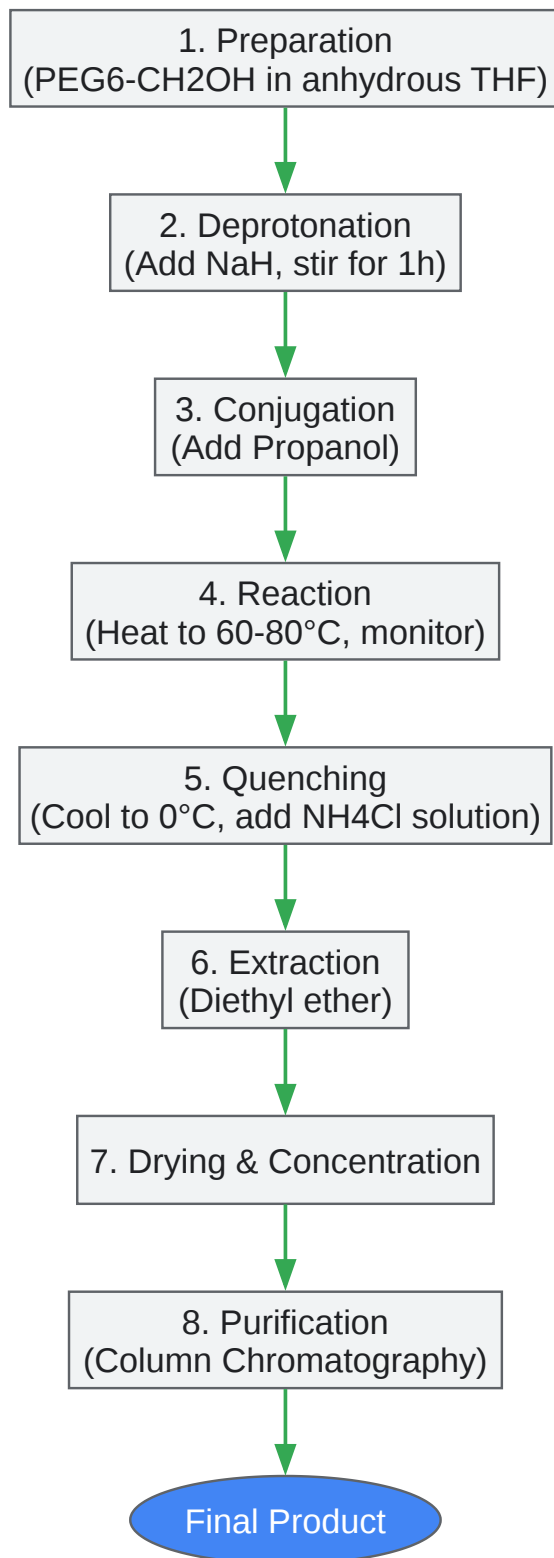 1. Preparation
(PEG6-CH2OH in anhydrous THF)
2. Deprotonation
(Add NaH, stir for 1h)
3. Conjugation
(Add Propanol)
4. Reaction
(Heat to 60-80°C, monitor)
5. Quenching
(Cool to 0°C, add NH4Cl solution)
6. Extraction
(Diethyl ether)
7. Drying & Concentration
8. Purification
(Column Chromatography)
Final Product